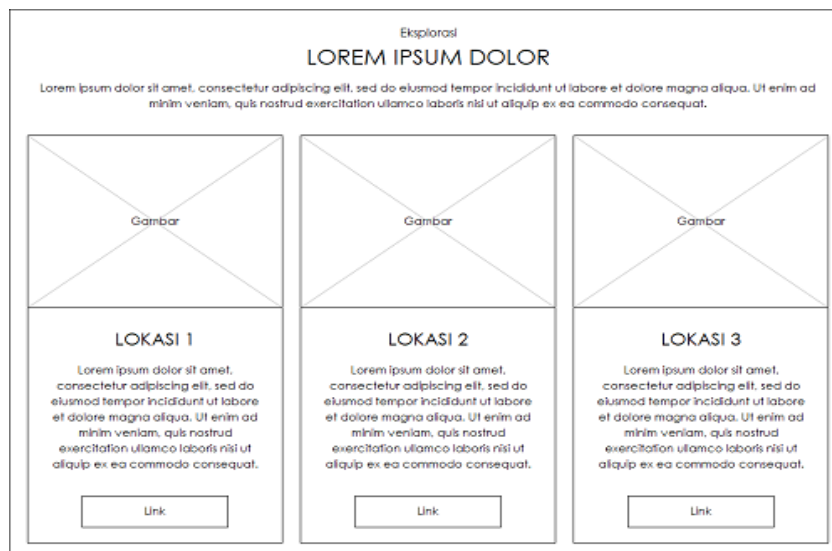 Eksplorasi
LOREM IPSUM DOLOR
Lorem ipsum dolor sit amet, consectetur adipiscing elit, sed do eiusmod tempor incididunt ut labore et dolore magna aliqua. Ut enim ad
minim veniam, quis nostrud exercitation ullamco laboris nisi ut aliquip ex ea commodo consequat.
Gambar
LOKASI 1
Lorem ipsum dolor sit amet,
consectetur adipiscing elit, sed do
eiusmod tempor incididunt ut labore
et dolore magna aliqua. Ut enim ad
minim veniam, quis nostrud
exercitation ullamco laboris nisi ut
aliquip ex ea commodo consequat.
Link
Gambar
LOKASI 2
Lorem ipsum dolor sit amet,
consectetur adipiscing elit, sed do
eiusmod tempor incididunt ut labore
et dolore magna aliqua. Ut enim ad
minim veniam, quis nostrud
exercitation ullamco laboris nisi ut
aliquip ex ea commodo consequat.
Link
Gambar
LOKASI 3
Lorem ipsum dolor sit amet,
consectetur adipiscing elit, sed do
eiusmod tempor incididunt ut labore
et dolore magna aliqua. Ut enim ad
minim veniam, quis nostrud
exercitation ullamco laboris nisi ut
aliquip ex ea commodo consequat.
Link